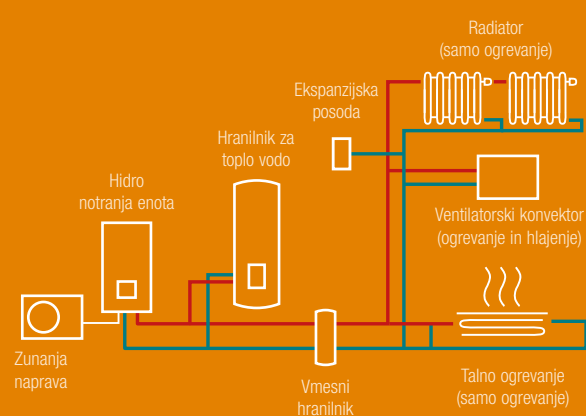 Radiator
(samo ogrevanje)
Ekspanzijska
posoda
Hranilnik za
toplo vodo
Hidro
notranja enota
Ventilatorski konvektor
(ogrevanje in hlajenje)
Zunanja
naprava
Vmesni
hranilnik
Talno ogrevanje
(samo ogrevanje)